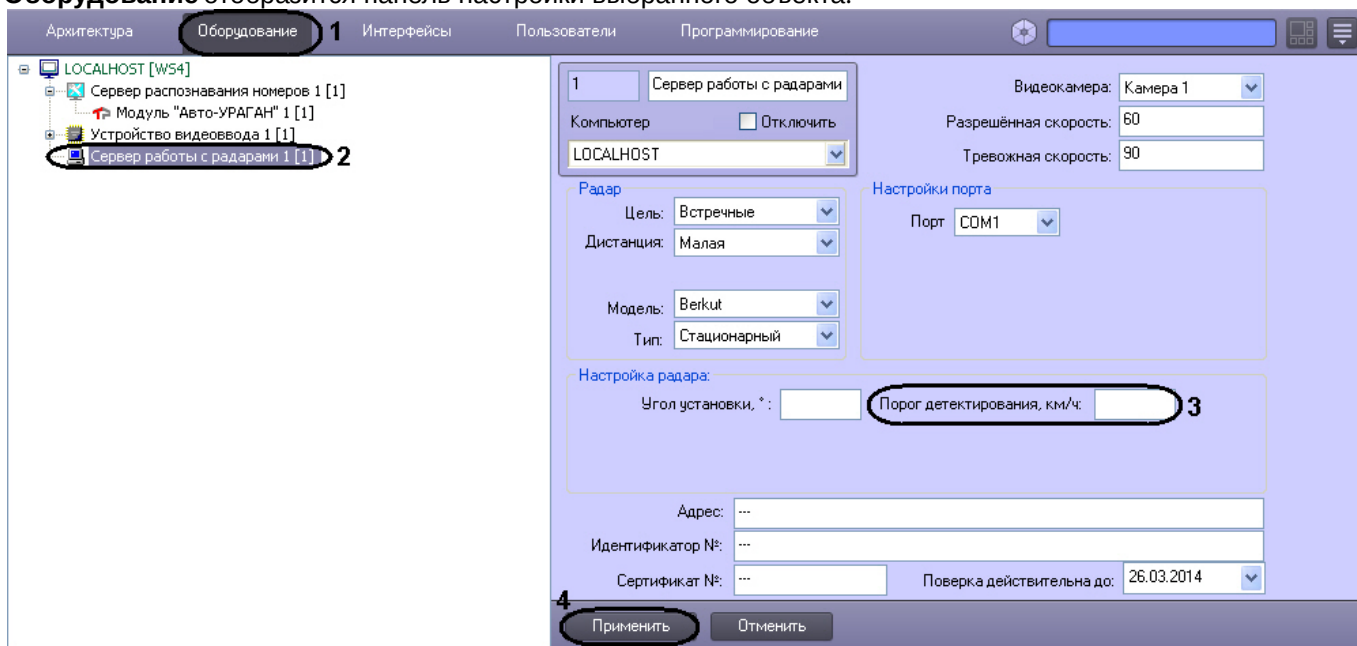 Оборудование отобразится панель настройки выбранного объекта.
Архитектура Оборудование 1 Интерфейсы Пользователи Программирование
LOCALHOST [WS4]
Сервер распознавания номеров 1 [1]
Модуль "Авто-УРАГАН" 1 [1]
Устройство видеоввода 1 [1]
Сервер работы с радарами 1 [1] 2
1 Сервер работы с радарами
Компьютер Отключить
LOCALHOST
Видеокамера: Камера 1
Разрешённая скорость: 60
Тревожная скорость: 90
Радар
Цель: Встречные
Дистанция: Малая
Модель: Berkut
Тип: Стационарный
Настройки порта
Порт COM1
Настройка радара:
Угол установки, ° : Порог детектирования, км/ч: 3
Адрес: ---
Идентификатор №: ---
Сертификат №: --- Поверка действительна до: 26.03.2014
4
Применить Отменить